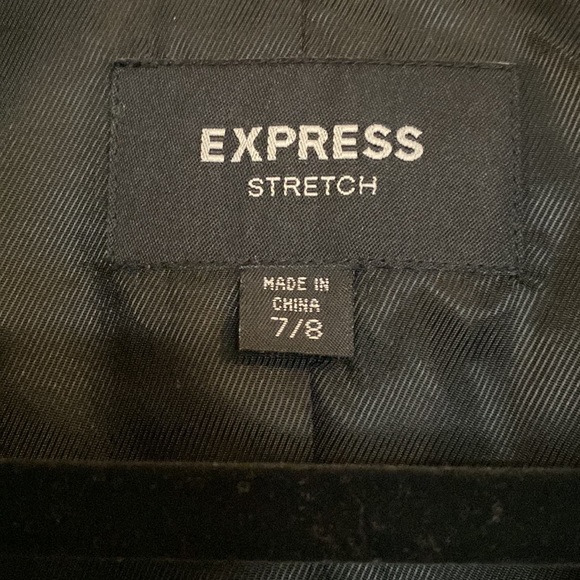 EXPRESS
STRETCH
MADE IN
CHINA
7/8